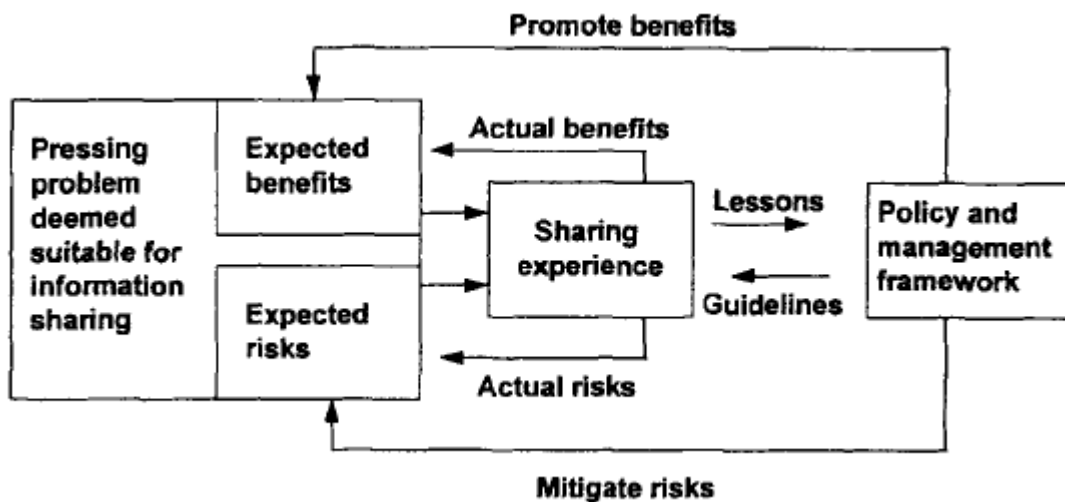 Promote benefits
Pressing
problem
deemed
suitable for
information
sharing
Expected
benefits
Expected
risks
Actual benefits
Sharing
experience
Actual risks
Lessons
Guidelines
Policy and
management
framework
Mitigate risks